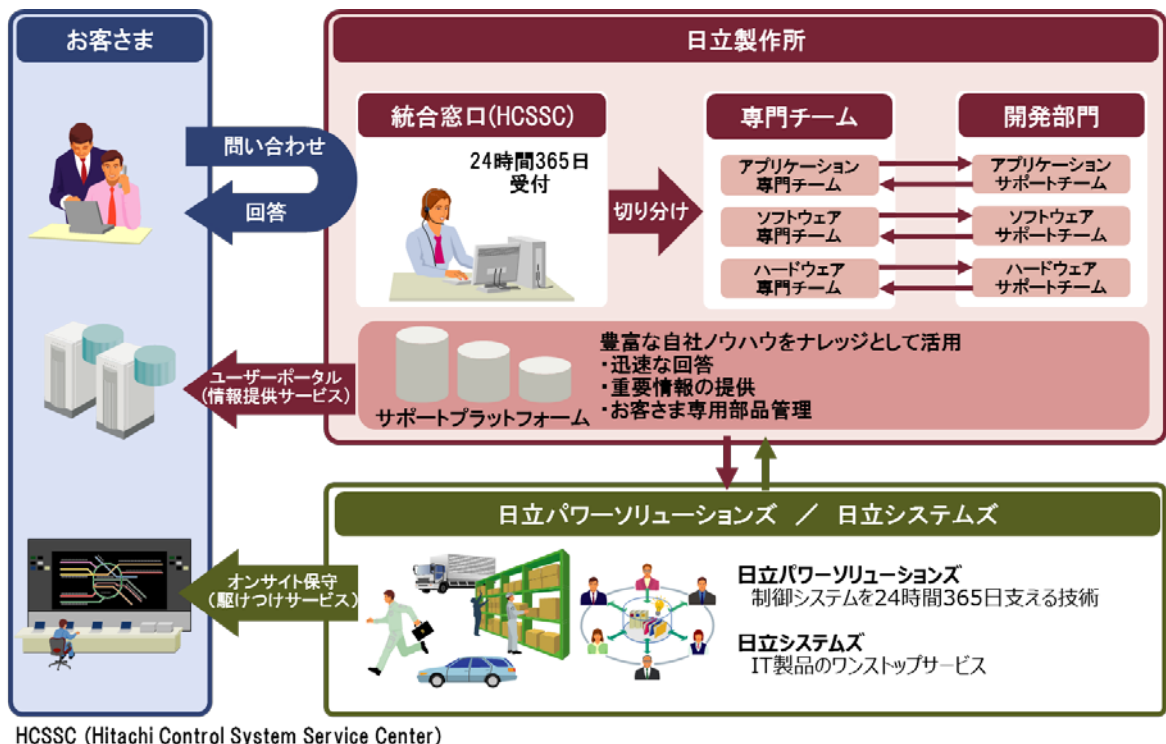 お客さま
日立製作所
問い合わせ
回答
統合窓口(HCSSC)
24時間365日
受付
切り分け
専門チーム
アプリケーション
専門チーム
ソフトウェア
専門チーム
ハードウェア
専門チーム
開発部門
アプリケーション
サポートチーム
ソフトウェア
サポートチーム
ハードウェア
サポートチーム
ユーザーポータル
(情報提供サービス)
サポートプラットフォーム
豊富な自社ノウハウをナレッジとして活用
・迅速な回答
・重要情報の提供
・お客さま専用部品管理
日立パワーソリューションズ ／ 日立システムズ
オンサイト保守
(駆けつけサービス)
日立パワーソリューションズ
制御システムを24時間365日支える技術
日立システムズ
IT製品のワンストップサービス
HCSSC (Hitachi Control System Service Center)